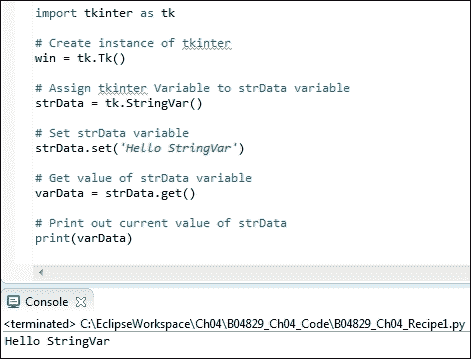 import tkinter as tk
# Create instance of tkinter
win = tk.Tk()
# Assign tkinter Variable to strData variable
strData = tk.StringVar()
# Set strData variable
strData.set('Hello StringVar')
# Get value of strData variable
varData = strData.get()
# Print out current value of strData
print(varData)
Console
<terminated> C:\EclipseWorkspace\Ch04\B04829_Ch04_Code\B04829_Ch04_Recipe1.py
Hello StringVar